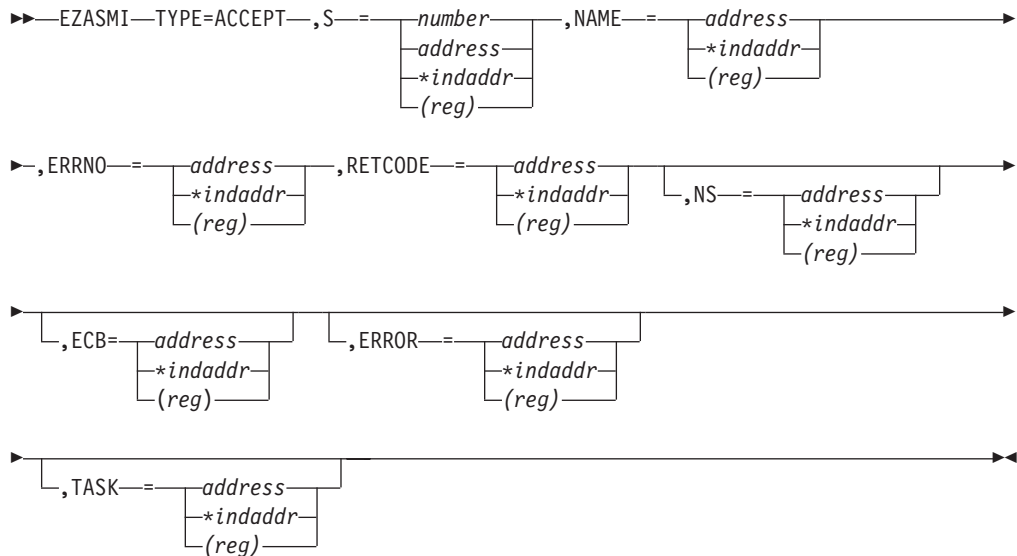 EZASMI TYPE=ACCEPT ,S = number ,NAME = address
address *indaddr
*indaddr (reg)
(reg)
,ERRNO = address ,RETCODE = address ,NS = address
*indaddr *indaddr *indaddr
(reg) (reg) (reg)
,ECB= address ,ERROR = address
*indaddr *indaddr
(reg) (reg)
,TASK = address
*indaddr
(reg)